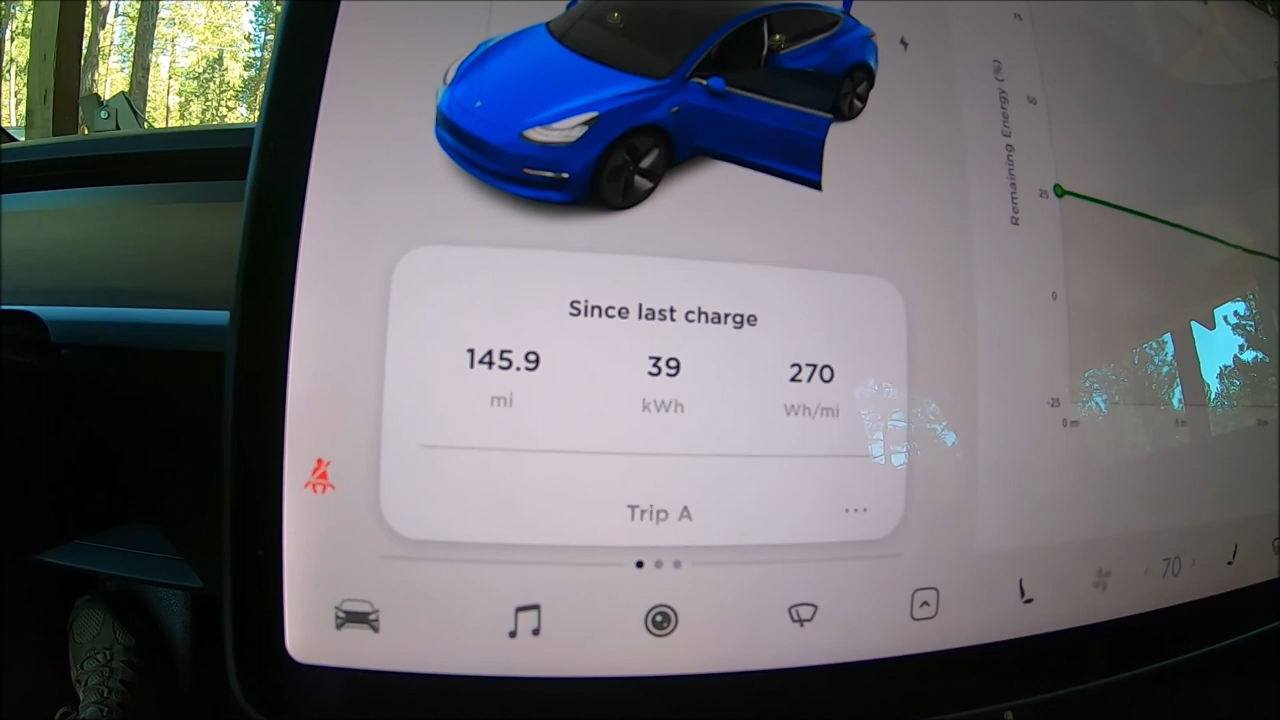 Since last charge
145.9 39 270
mi kWh Wh/mi
Trip A
70
Remaining Energy (%)
25
0
-25
0 mi